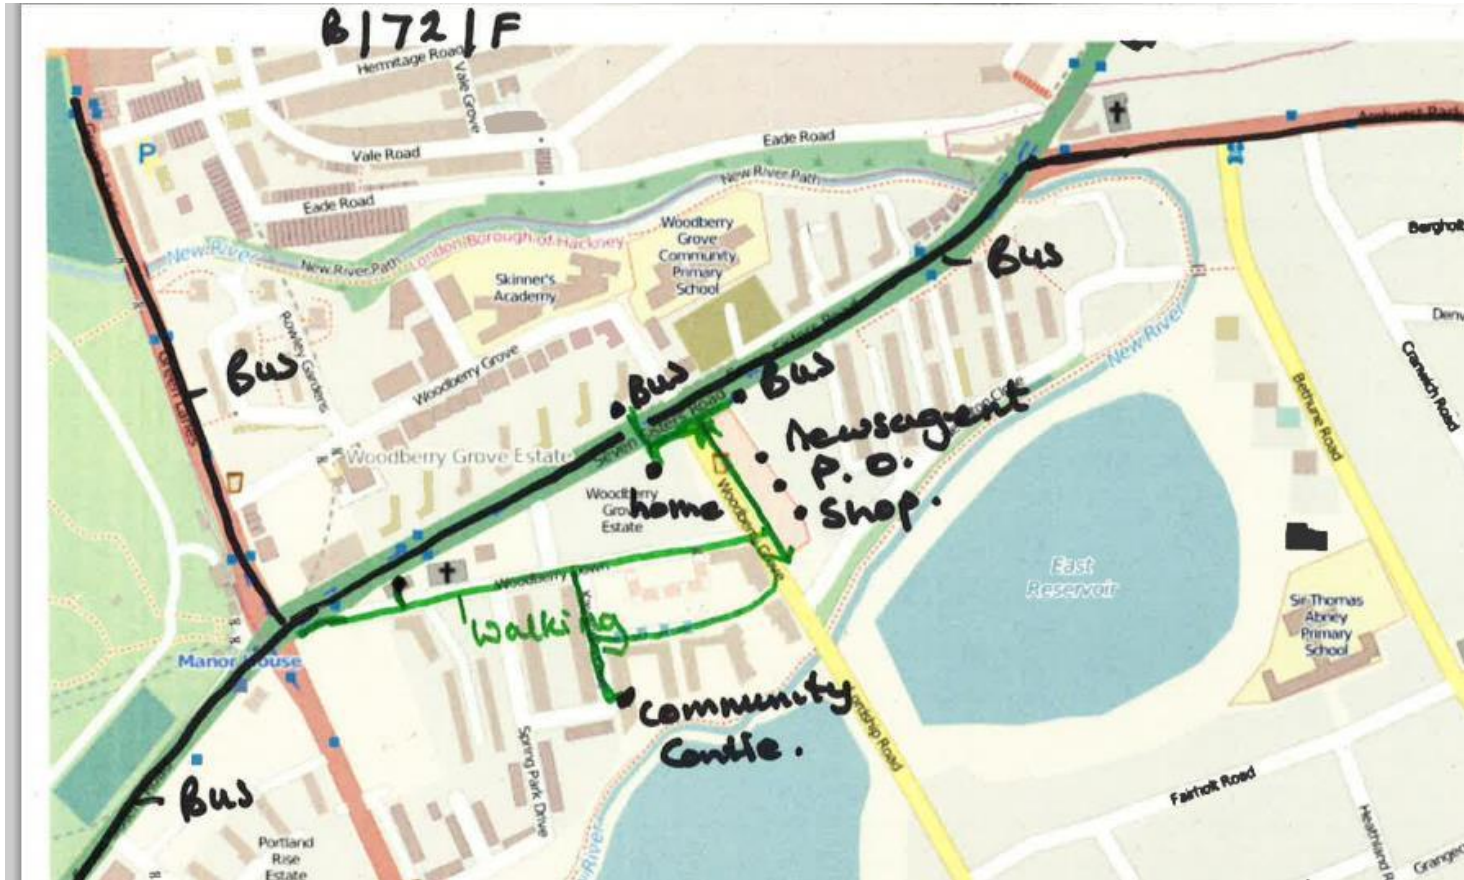 B/72/F
Hermitage Road
Vale Grove
P
Vale Road
Eade Road
Eade Road
New River Path
Amhurst Park
New River
New River Path
London Borough of Hackney
Woodberry
Grove
Community
Primary
School
Skinner's
Academy
Bus
Bergholt
New River
Rowley Gardens
Bus
Woodberry Grove
Green Lanes
Bus
Bus
Seven Sisters Road
Cranwich Road
Bethune Road
Newsagent
P.O.
Shop.
Woodberry Grove Estate
home
Woodberry
Grove
Estate
Woodberry Grove
Woodberry Down
East
Reservoir
Sir Thomas
Abney
Primary
School
walking
Manor House
Community
Centre.
Lordship Road
Spring Park Drive
Bus
Fairholt Road
Portland
Rise
Estate
River